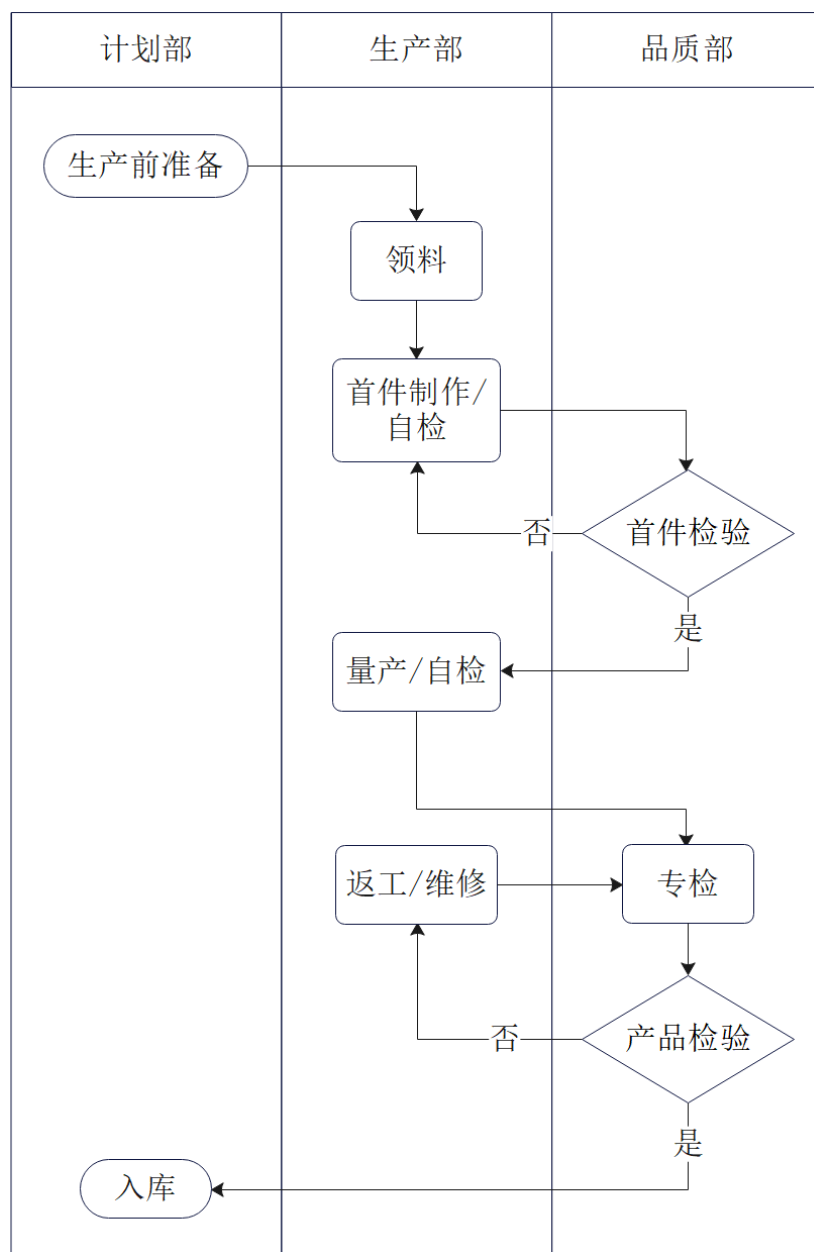 计划部
生产部
品质部
生产前准备
领料
首件制作/
自检
首件检验
否
是
量产/自检
返工/维修
专检
产品检验
否
是
入库